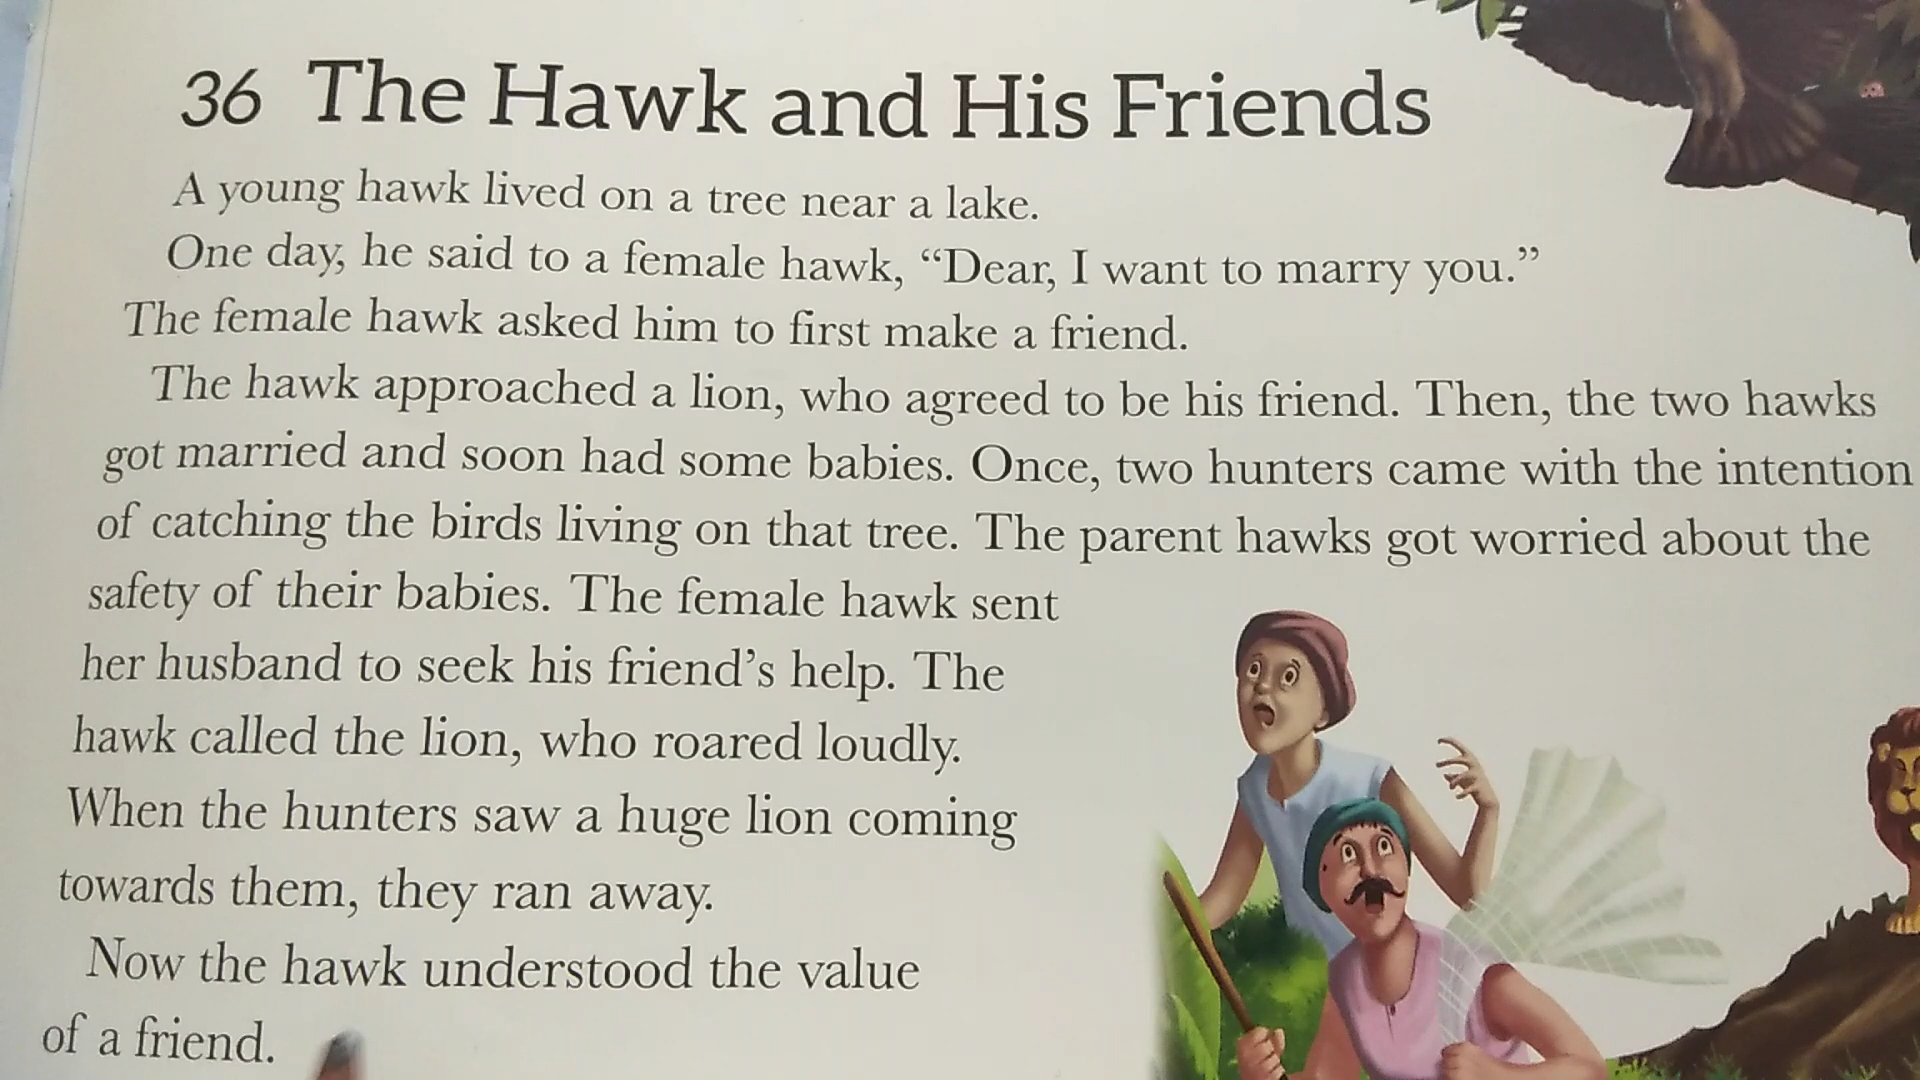 36 The Hawk and His Friends
A young hawk lived on a tree near a lake.
One day, he said to a female hawk, “Dear, I want to marry you.”
The female hawk asked him to first make a friend.
The hawk approached a lion, who agreed to be his friend. Then, the two hawks
got married and soon had some babies. Once, two hunters came with the intention
of catching the birds living on that tree. The parent hawks got worried about the
safety of their babies. The female hawk sent
her husband to seek his friend’s help. The
hawk called the lion, who roared loudly.
When the hunters saw a huge lion coming
towards them, they ran away.
Now the hawk understood the value
of a friend.